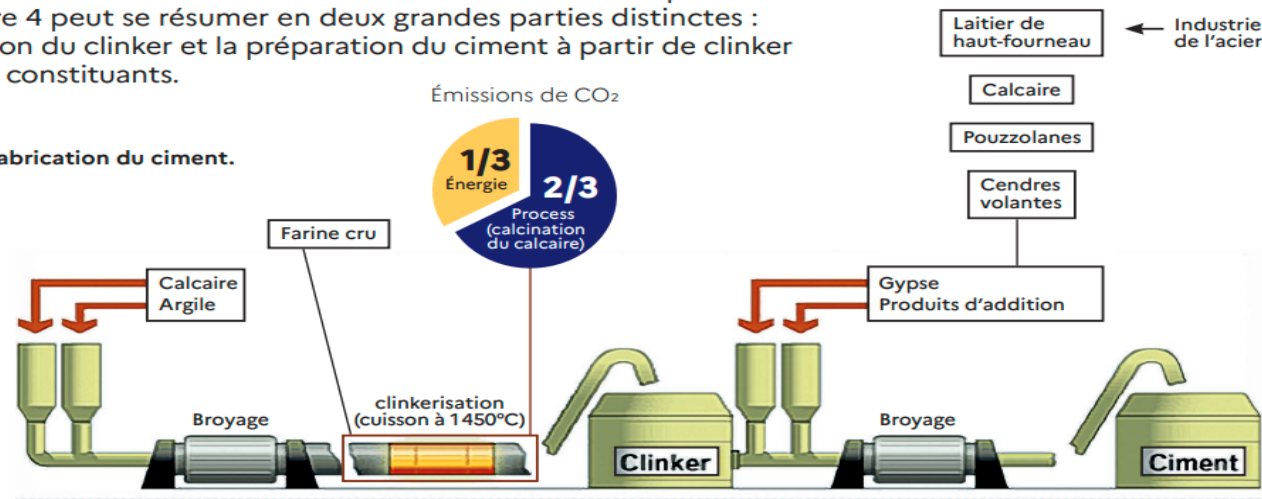 re 4 peut se résumer en deux grandes parties distinctes :
on du clinker et la préparation du ciment à partir de clinker
constituants.
abrication du ciment.
Émissions de CO₂
1/3
Énergie
2/3
Process
(calcination
du calcaire)
Laitier de
haut-fourneau
Industrie
de l'acier
Calcaire
Pouzzolanes
Cendres
volantes
Farine cru
Calcaire
Argile
Gypse
Produits d'addition
Broyage
clinkerisation
(cuisson à 1450°C)
Clinker
Broyage
Ciment